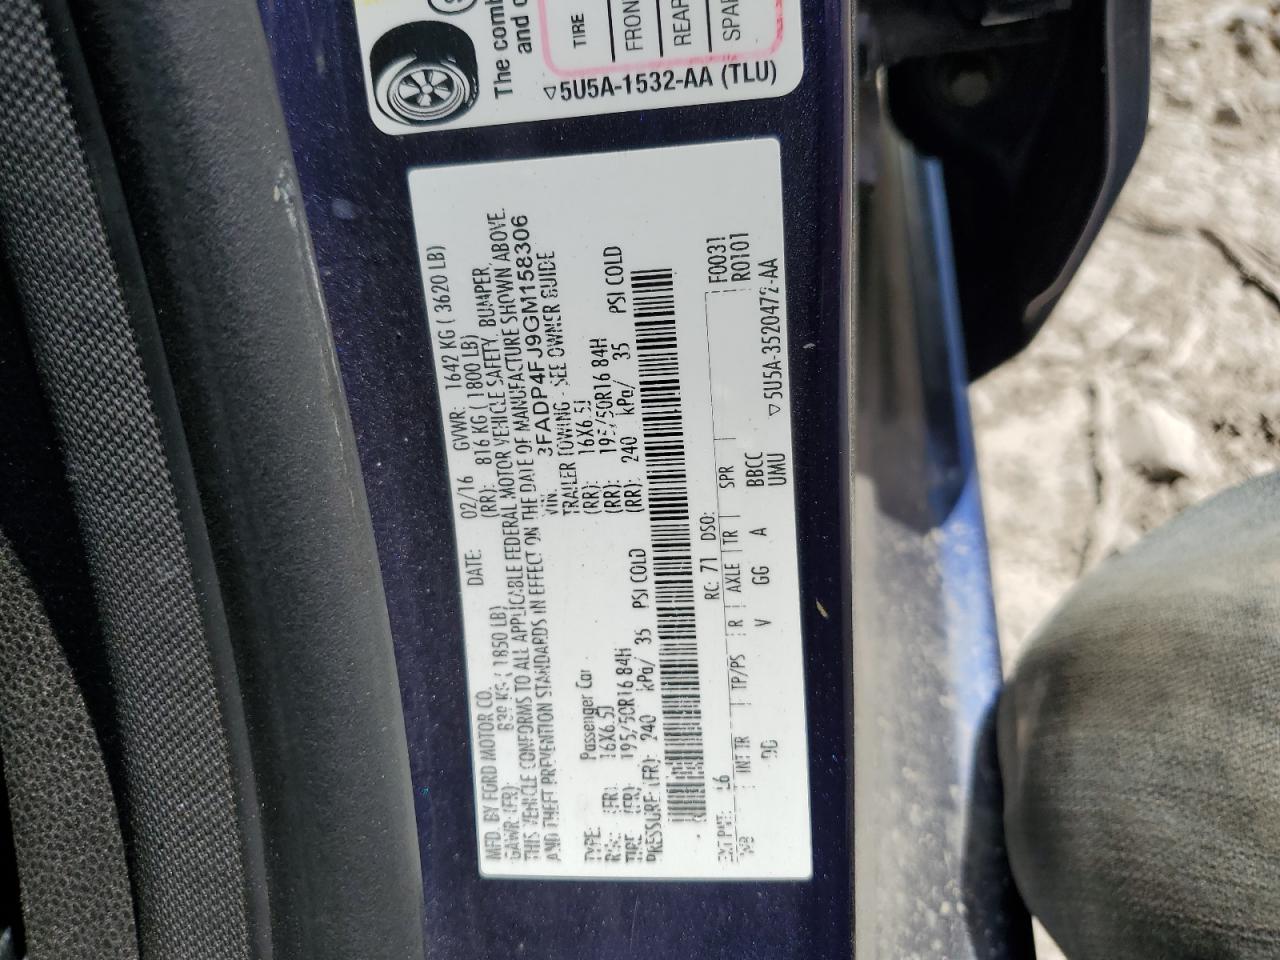 The comb
and o
TIRE
FRON
REAR
SPAR
5U5A-1532-AA (TLU)
MFD. BY FORD MOTOR CO.
DATE: 02/16 GVWR: 1642 KG ( 3620 LB)
GAWR: (FR): 839 KG ( 1850 LB) (RR): 816 KG ( 1800 LB)
THIS VEHICLE CONFORMS TO ALL APPLICABLE FEDERAL MOTOR VEHICLE SAFETY, BUMPER,
AND THEFT PREVENTION STANDARDS IN EFFECT ON THE DATE OF MANUFACTURE SHOWN ABOVE.
VIN: 3FADP4FJ9GM158306
TYPE: Passenger Car TRAILER TOWING - SEE OWNER GUIDE
RIM: (FR): 16X6.5J (RR): 16X6.5J
TIRE (FR): 195/50R16 84H (RR): 195/50R16 84H
PRESSURE: (FR): 240 kPa/ 35 PSI COLD (RR): 240 kPa/ 35 PSI COLD
RC: 71 DSO: F0031
EXT PNT: R0101
WB INT TR TP/PS R AXLE TR SPR
V GG A BBCC
UMU
5U5A-3520472-AA